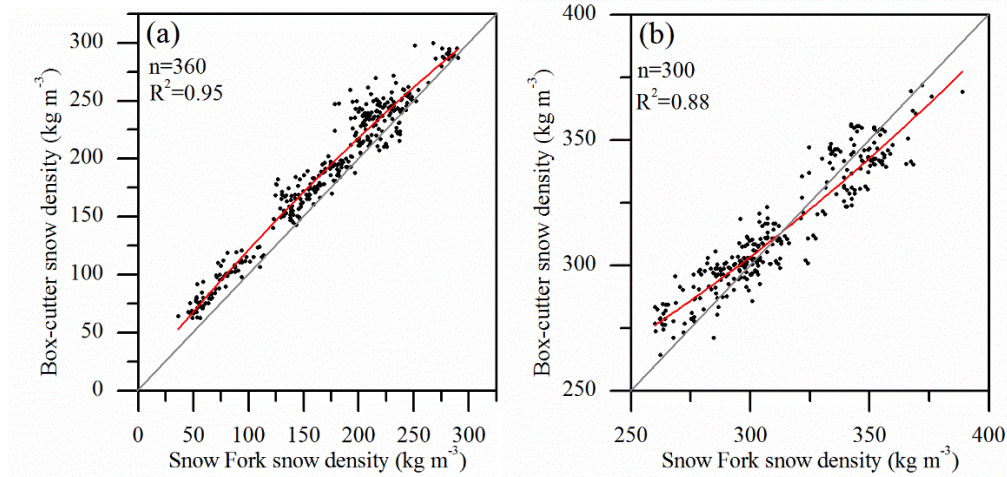 (a)
n=360
R²=0.95
300
250
200
150
100
50
0
Box-cutter snow density (kg m⁻³)
0 50 100 150 200 250 300
Snow Fork snow density (kg m⁻³)
(b)
n=300
R²=0.88
400
350
300
250
Box-cutter snow density (kg m⁻³)
250 300 350 400
Snow Fork snow density (kg m⁻³)